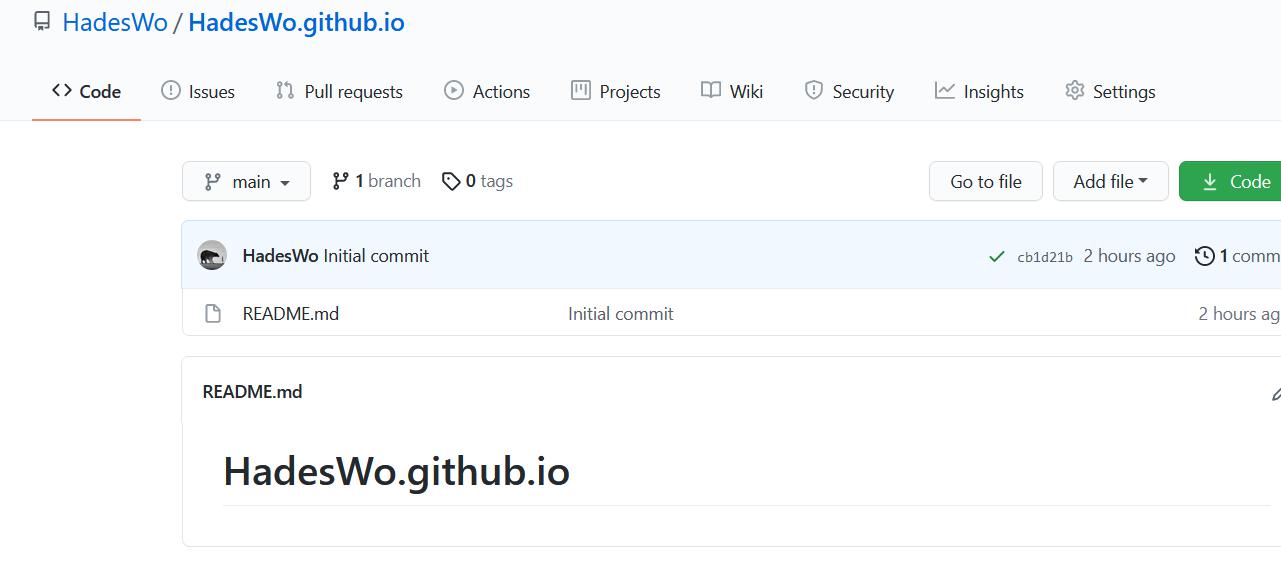 HadesWo / HadesWo.github.io
Code Issues Pull requests Actions Projects Wiki Security Insights Settings
main 1 branch 0 tags Go to file Add file Code
HadesWo Initial commit cb1d21b 2 hours ago 1 comm
README.md Initial commit 2 hours ag
README.md
HadesWo.github.io